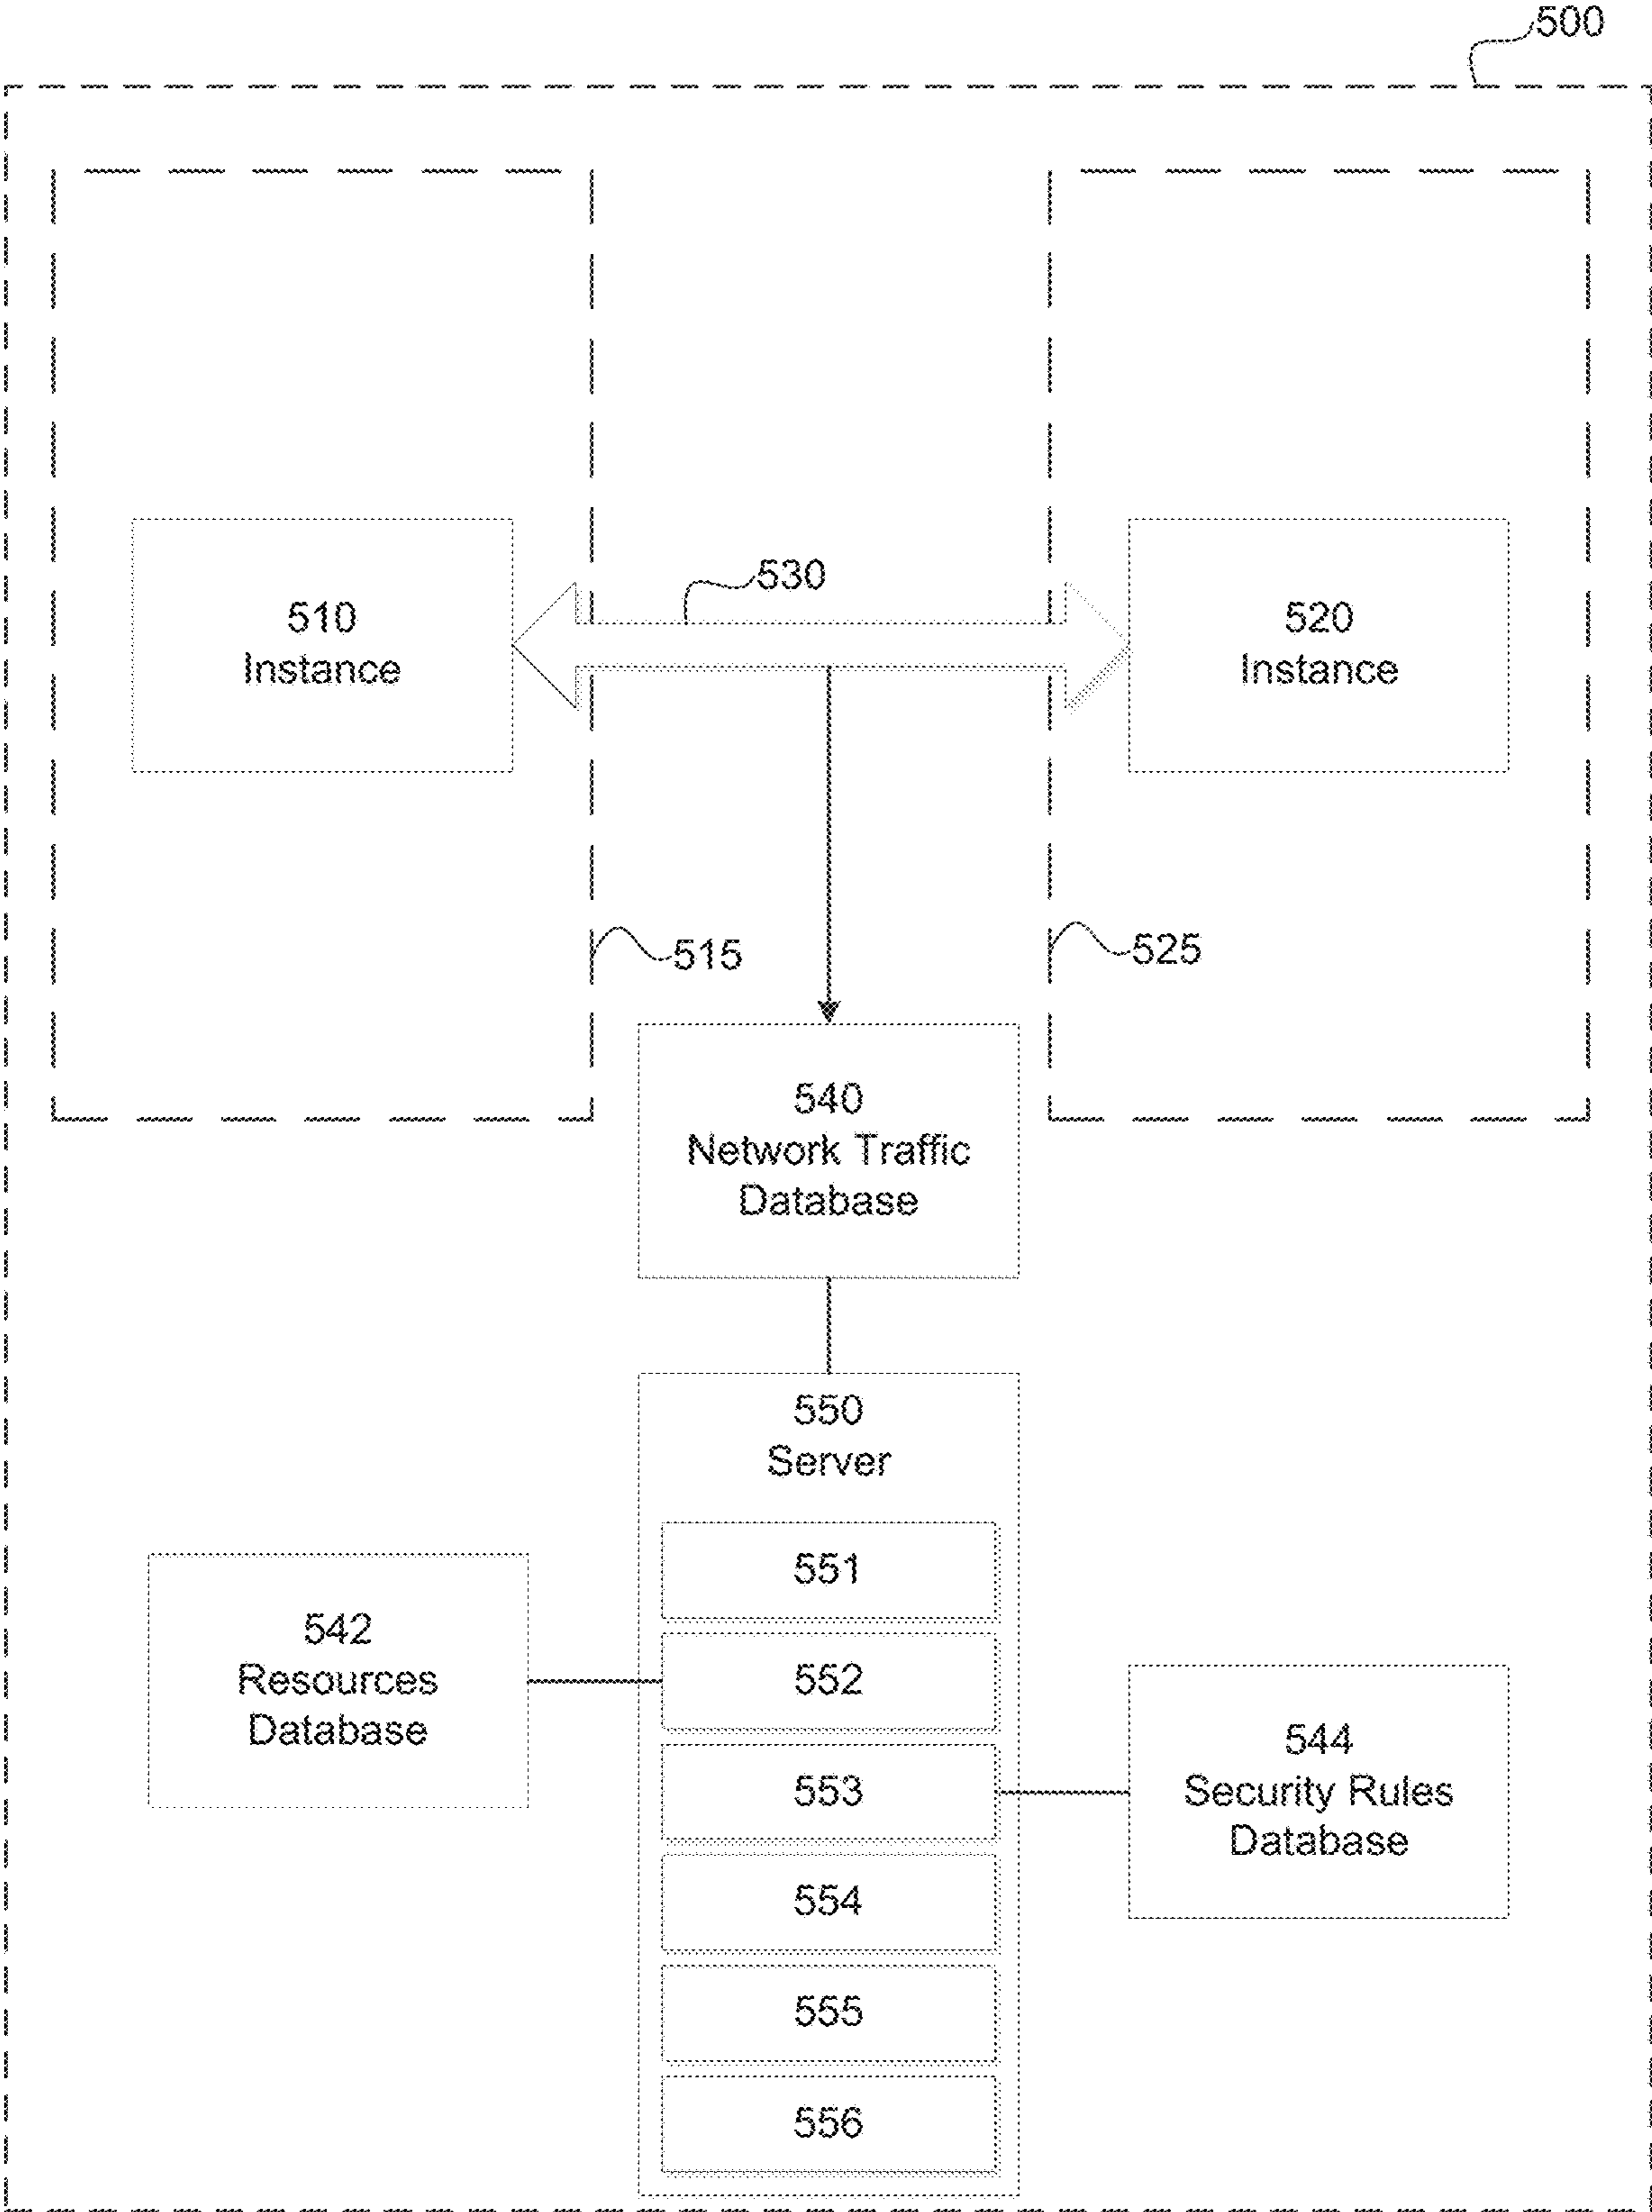 500
530
510
Instance
520
Instance
515
525
540
Network Traffic
Database
550
Server
551
542
Resources
Database
552
544
Security Rules
Database
553
554
555
556